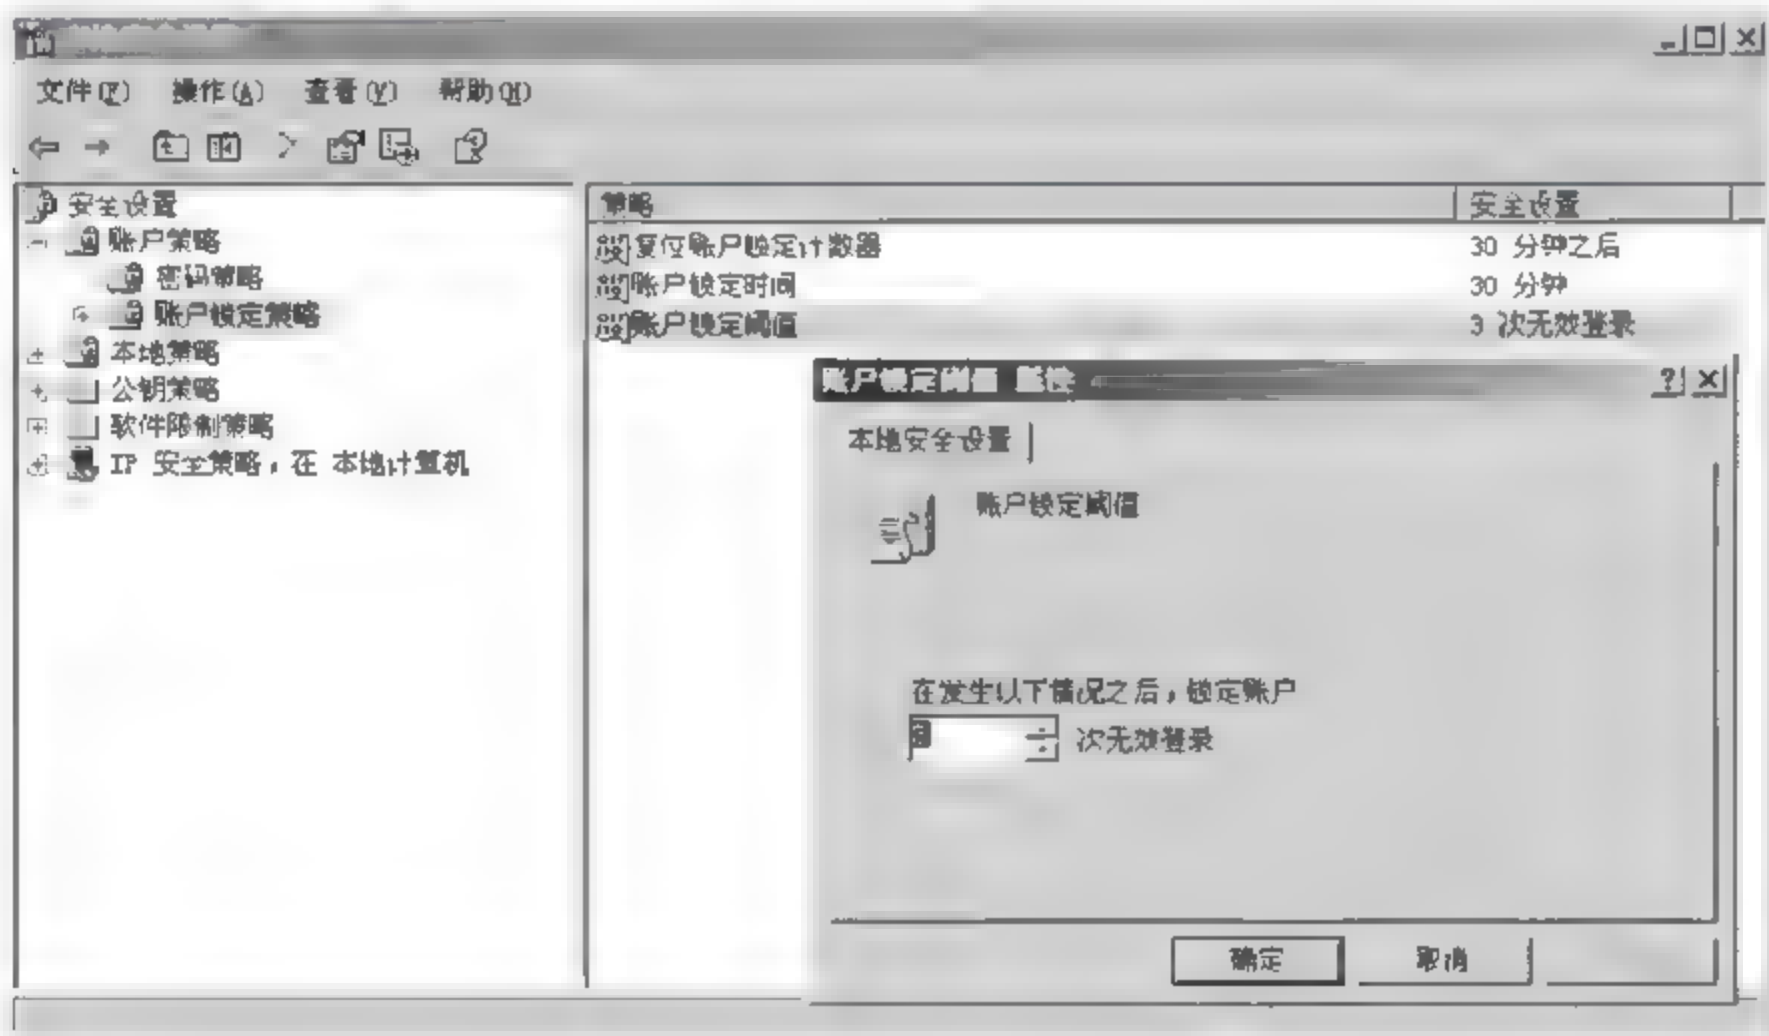 文件(F) 操作(A) 查看(V) 帮助(H)
安全设置
账户策略
密码策略
账户锁定策略
本地策略
公钥策略
软件限制策略
IP 安全策略，在 本地计算机
策略 安全设置
复位账户锁定计数器 30 分钟之后
账户锁定时间 30 分钟
账户锁定阈值 3 次无效登录
账户锁定阈值 属性
本地安全设置
账户锁定阈值
在发生以下情况之后，锁定账户
3 次无效登录
确定 取消